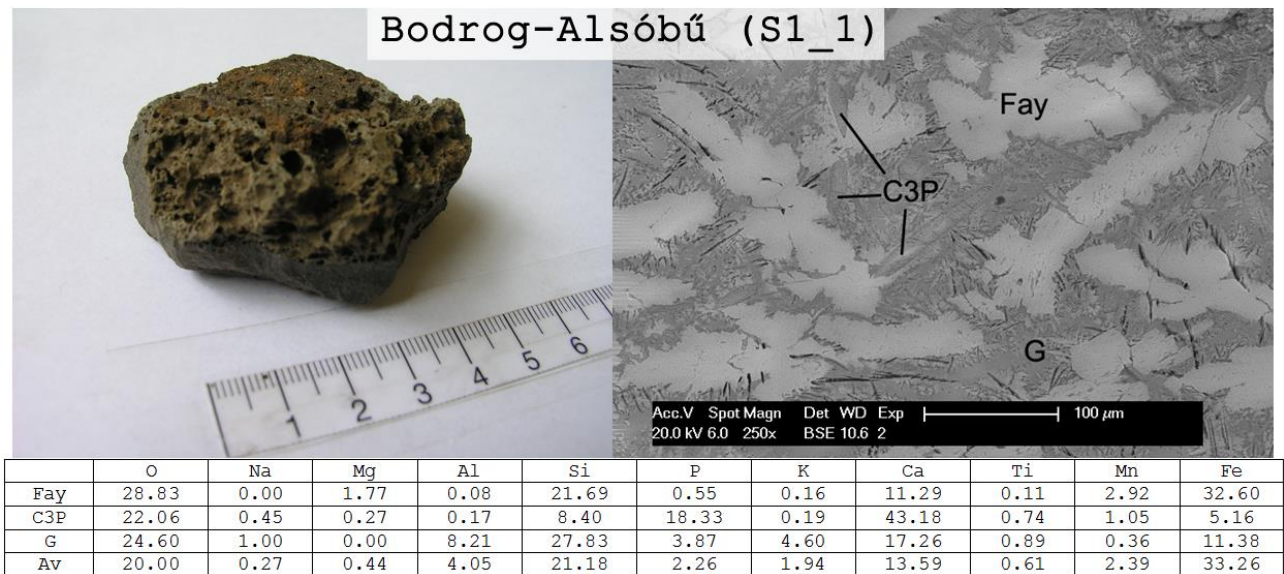 Bodrog-Alsóbű (S1_1)
Fay
C3P
G
1 2 3 4 5 6
Acc.V Spot Magn Det WD Exp 100 µm
20.0 kV 6.0 250x BSE 10.6 2
O Na Mg Al Si P K Ca Ti Mn Fe
Fay 28.83 0.00 1.77 0.08 21.69 0.55 0.16 11.29 0.11 2.92 32.60
C3P 22.06 0.45 0.27 0.17 8.40 18.33 0.19 43.18 0.74 1.05 5.16
G 24.60 1.00 0.00 8.21 27.83 3.87 4.60 17.26 0.89 0.36 11.38
Av 20.00 0.27 0.44 4.05 21.18 2.26 1.94 13.59 0.61 2.39 33.26